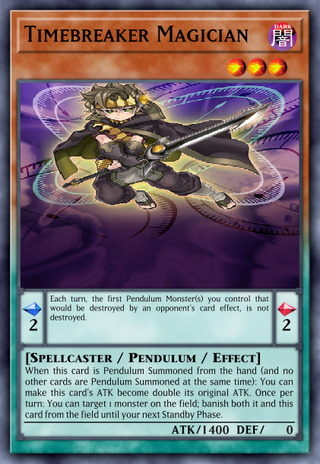 Timebreaker Magician
DARK
闇
Each turn, the first Pendulum Monster(s) you control that
would be destroyed by an opponent's card effect, is not
destroyed.
2
2
[Spellcaster / Pendulum / Effect]
When this card is Pendulum Summoned from the hand (and no
other cards are Pendulum Summoned at the same time): You can
make this card's ATK become double its original ATK. Once per
turn: You can target 1 monster on the field; banish both it and this
card from the field until your next Standby Phase.
ATK/1400 DEF/ 0